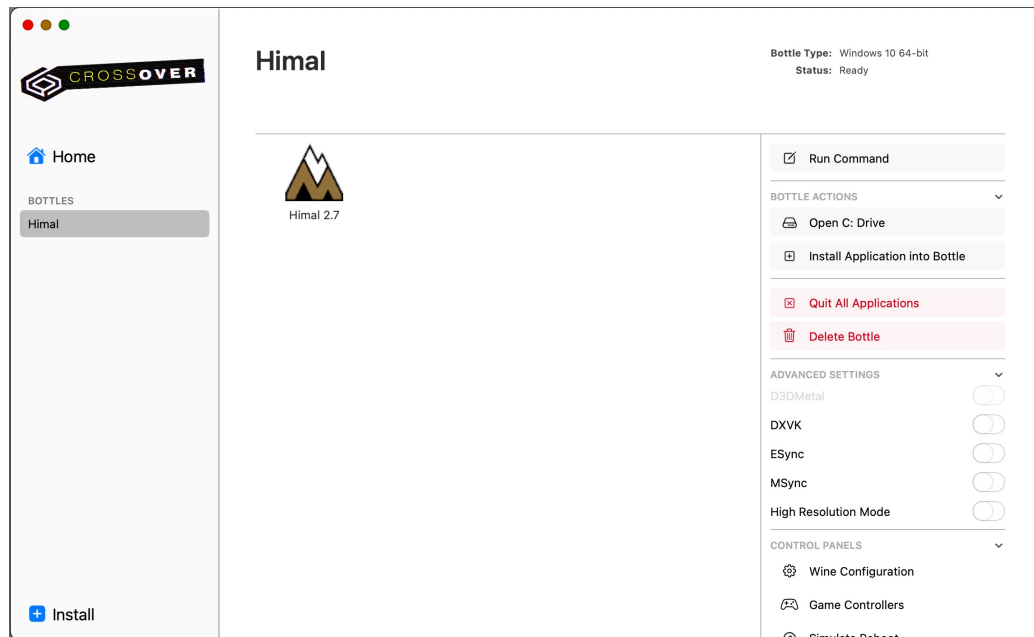 CROSSOVER
Home
BOTTLES
Himal
Install
Himal
Bottle Type: Windows 10 64-bit
Status: Ready
Himal 2.7
Run Command
BOTTLE ACTIONS
Open C: Drive
Install Application into Bottle
Quit All Applications
Delete Bottle
ADVANCED SETTINGS
D3DMetal
DXVK
ESync
MSync
High Resolution Mode
CONTROL PANELS
Wine Configuration
Game Controllers
Simulate Reboot